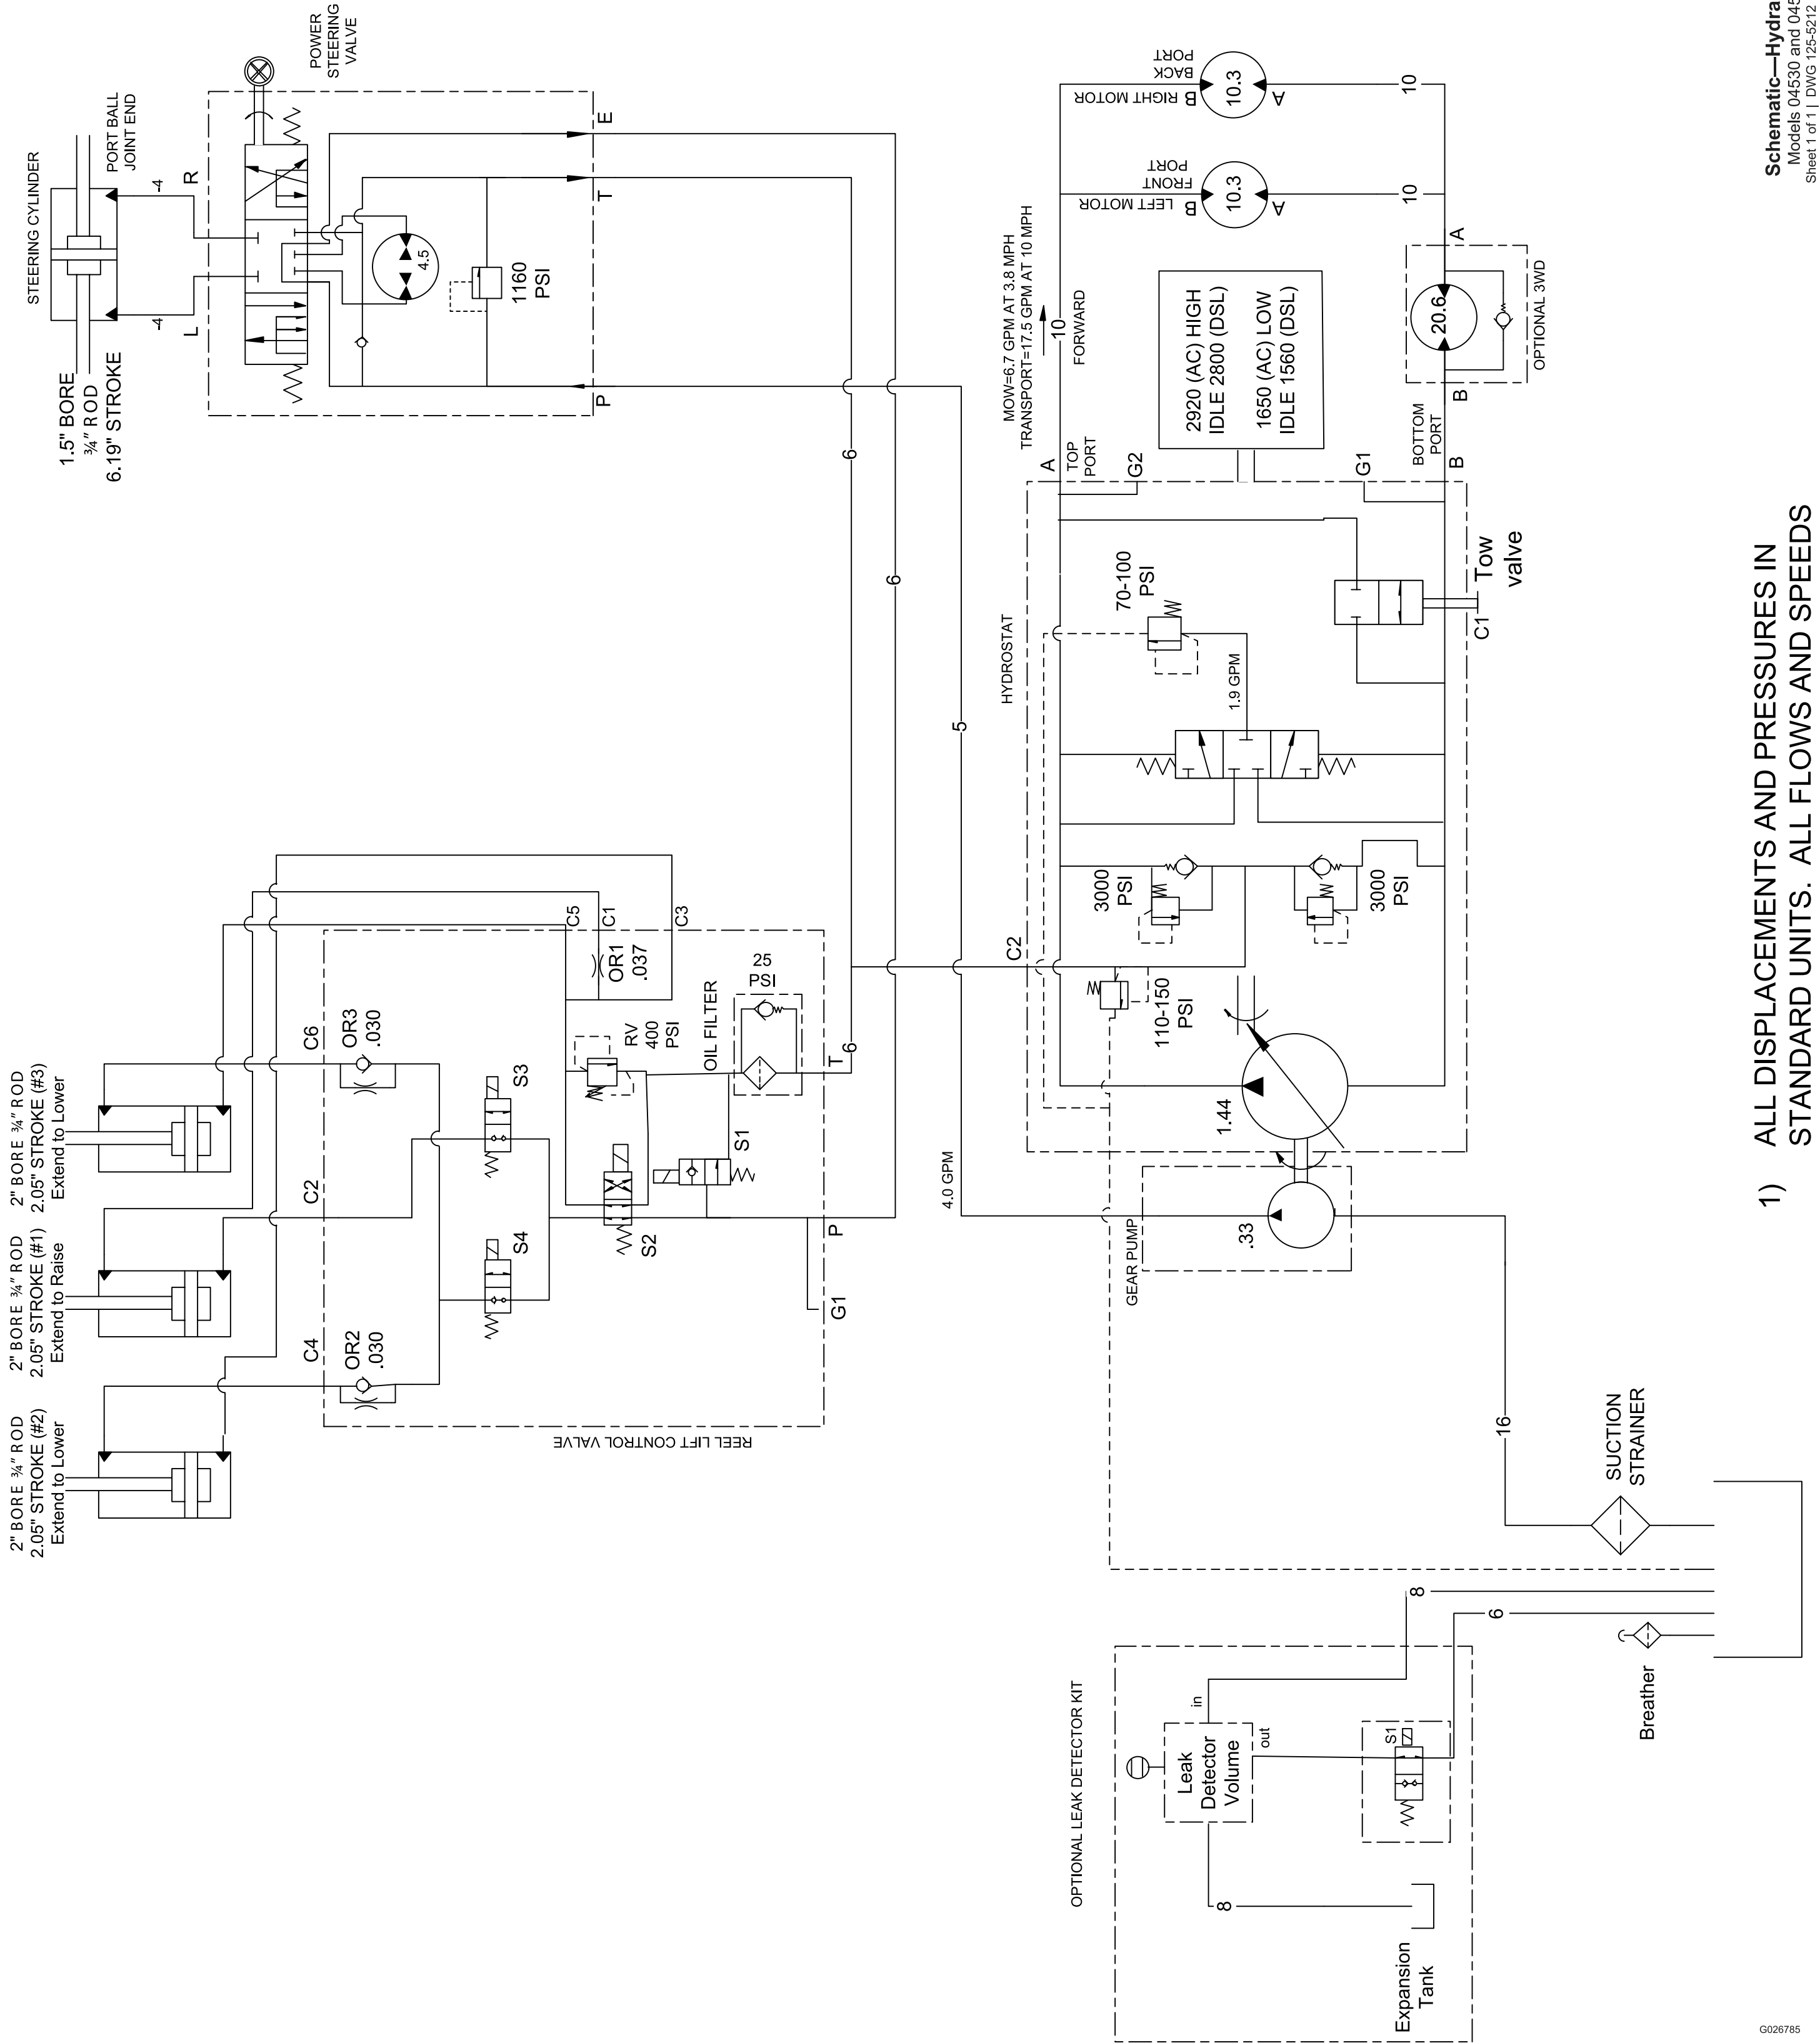 STEERING CYLINDER
1.5" BORE
¾" ROD
6.19" STROKE
PORT BALL
JOINT END
POWER
STEERING
VALVE
-4
-4
L
R
4.5
1160
PSI
P
T
E
2" BORE ¾" ROD
2.05" STROKE (#2)
Extend to Lower
2" BORE ¾" ROD
2.05" STROKE (#1)
Extend to Raise
2" BORE ¾" ROD
2.05" STROKE (#3)
Extend to Lower
C4
C2
C6
OR2
.030
OR3
.030
C5
C1
C3
OR1
.037
S4
S3
RV
400
PSI
S2
S1
OIL FILTER
25
PSI
G1
P
T
REEL LIFT CONTROL VALVE
6
6
6
5
4.0 GPM
GEAR PUMP
.33
1.44
HYDROSTAT
C2
110-150
PSI
3000
PSI
3000
PSI
1.9 GPM
70-100
PSI
C1
Tow
valve
A
TOP
PORT
G2
G1
BOTTOM
PORT
B
MOW=6.7 GPM AT 3.8 MPH
TRANSPORT=17.5 GPM AT 10 MPH
10
FORWARD
2920 (AC) HIGH
IDLE 2800 (DSL)
1650 (AC) LOW
IDLE 1560 (DSL)
LEFT MOTOR
FRONT
PORT
B
10.3
A
10
RIGHT MOTOR
BACK
PORT
B
10.3
A
10
B
20.6
A
OPTIONAL 3WD
16
SUCTION
STRAINER
8
6
Breather
OPTIONAL LEAK DETECTOR KIT
Leak
Detector
Volume
in
out
S1
8
Expansion
Tank
1) ALL DISPLACEMENTS AND PRESSURES IN
STANDARD UNITS. ALL FLOWS AND SPEEDS
Schematic—Hydra
Models 04530 and 045
Sheet 1 of 1 | DWG 125-5212
G026785